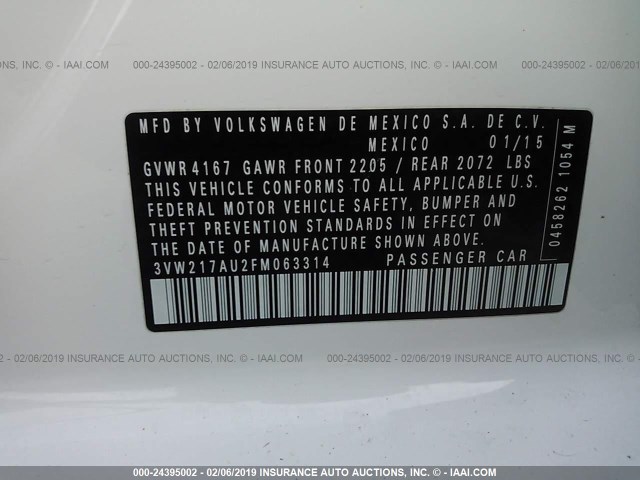 INC. - IAAI.COM
000-24395002 - 02/06/2019 INSURANCE AUTO AUCTIONS, INC. - IAAI.COM
000-24395002 - 02/06/2019 INSUR
MFD BY VOLKSWAGEN DE MEXICO S.A. DE C.V.
MEXICO 01/15
GVWR 4167 GAWR FRONT 2205 / REAR 2072 LBS
THIS VEHICLE CONFORMS TO ALL APPLICABLE U.S.
FEDERAL MOTOR VEHICLE SAFETY, BUMPER AND
THEFT PREVENTION STANDARDS IN EFFECT ON
THE DATE OF MANUFACTURE SHOWN ABOVE.
3VW217AU2FM063314 PASSENGER CAR
0458262 1054 M
02/06/2019 INSURANCE AUTO AUCTIONS, INC. - IAAI.COM
000-24395002 - 02/06/2019 INSURANCE AUTO AUCTIONS,
000-24395002 - 02/06/2019 INSURANCE AUTO AUCTIONS, INC. - IAAI.COM